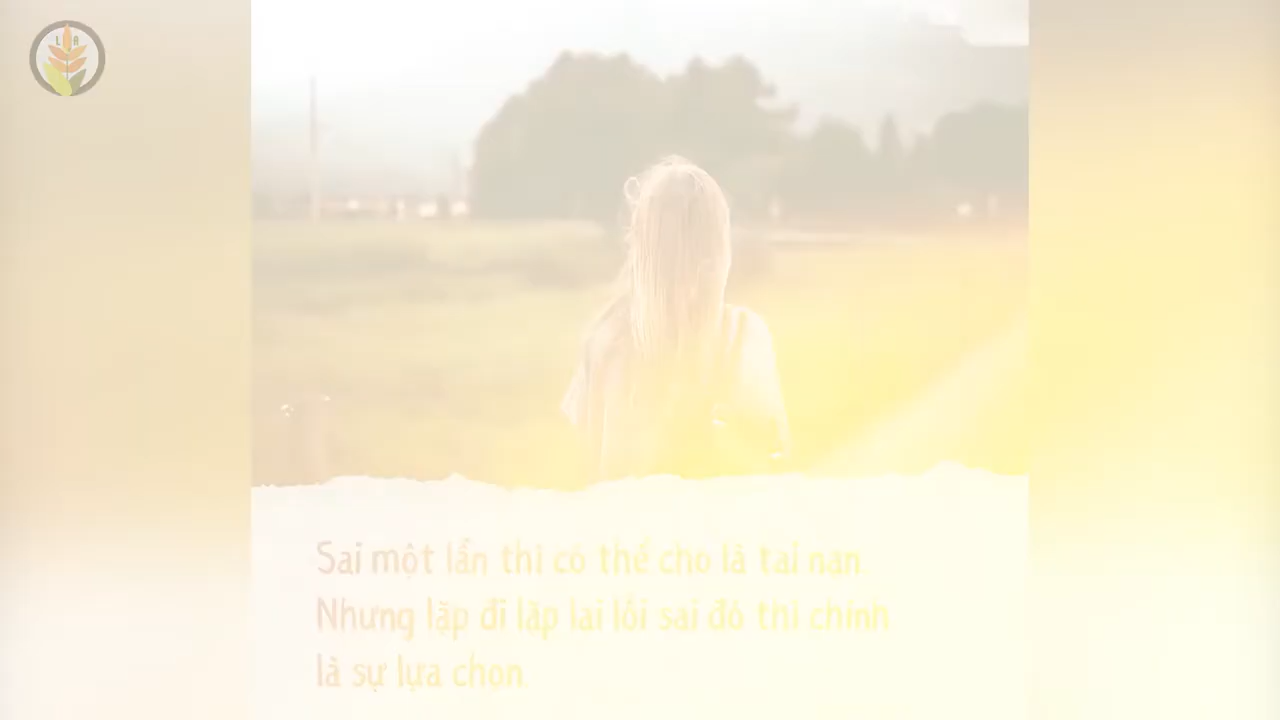 LA
Sai một lần thì có thể cho là tai nạn
Nhưng lặp đi lặp lại lỗi sai đó thì chính
là sự lựa chọn